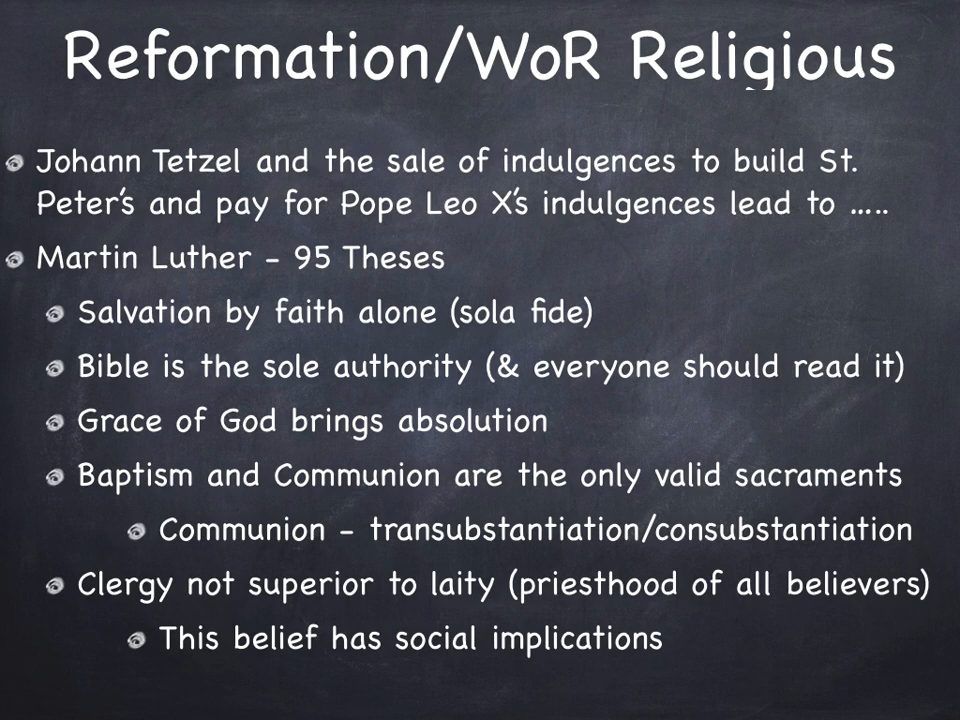 Reformation/WoR Religious
Johann Tetzel and the sale of indulgences to build St.
Peter's and pay for Pope Leo X's indulgences lead to .....
Martin Luther - 95 Theses
Salvation by faith alone (sola fide)
Bible is the sole authority (& everyone should read it)
Grace of God brings absolution
Baptism and Communion are the only valid sacraments
Communion - transubstantiation/consubstantiation
Clergy not superior to laity (priesthood of all believers)
This belief has social implications